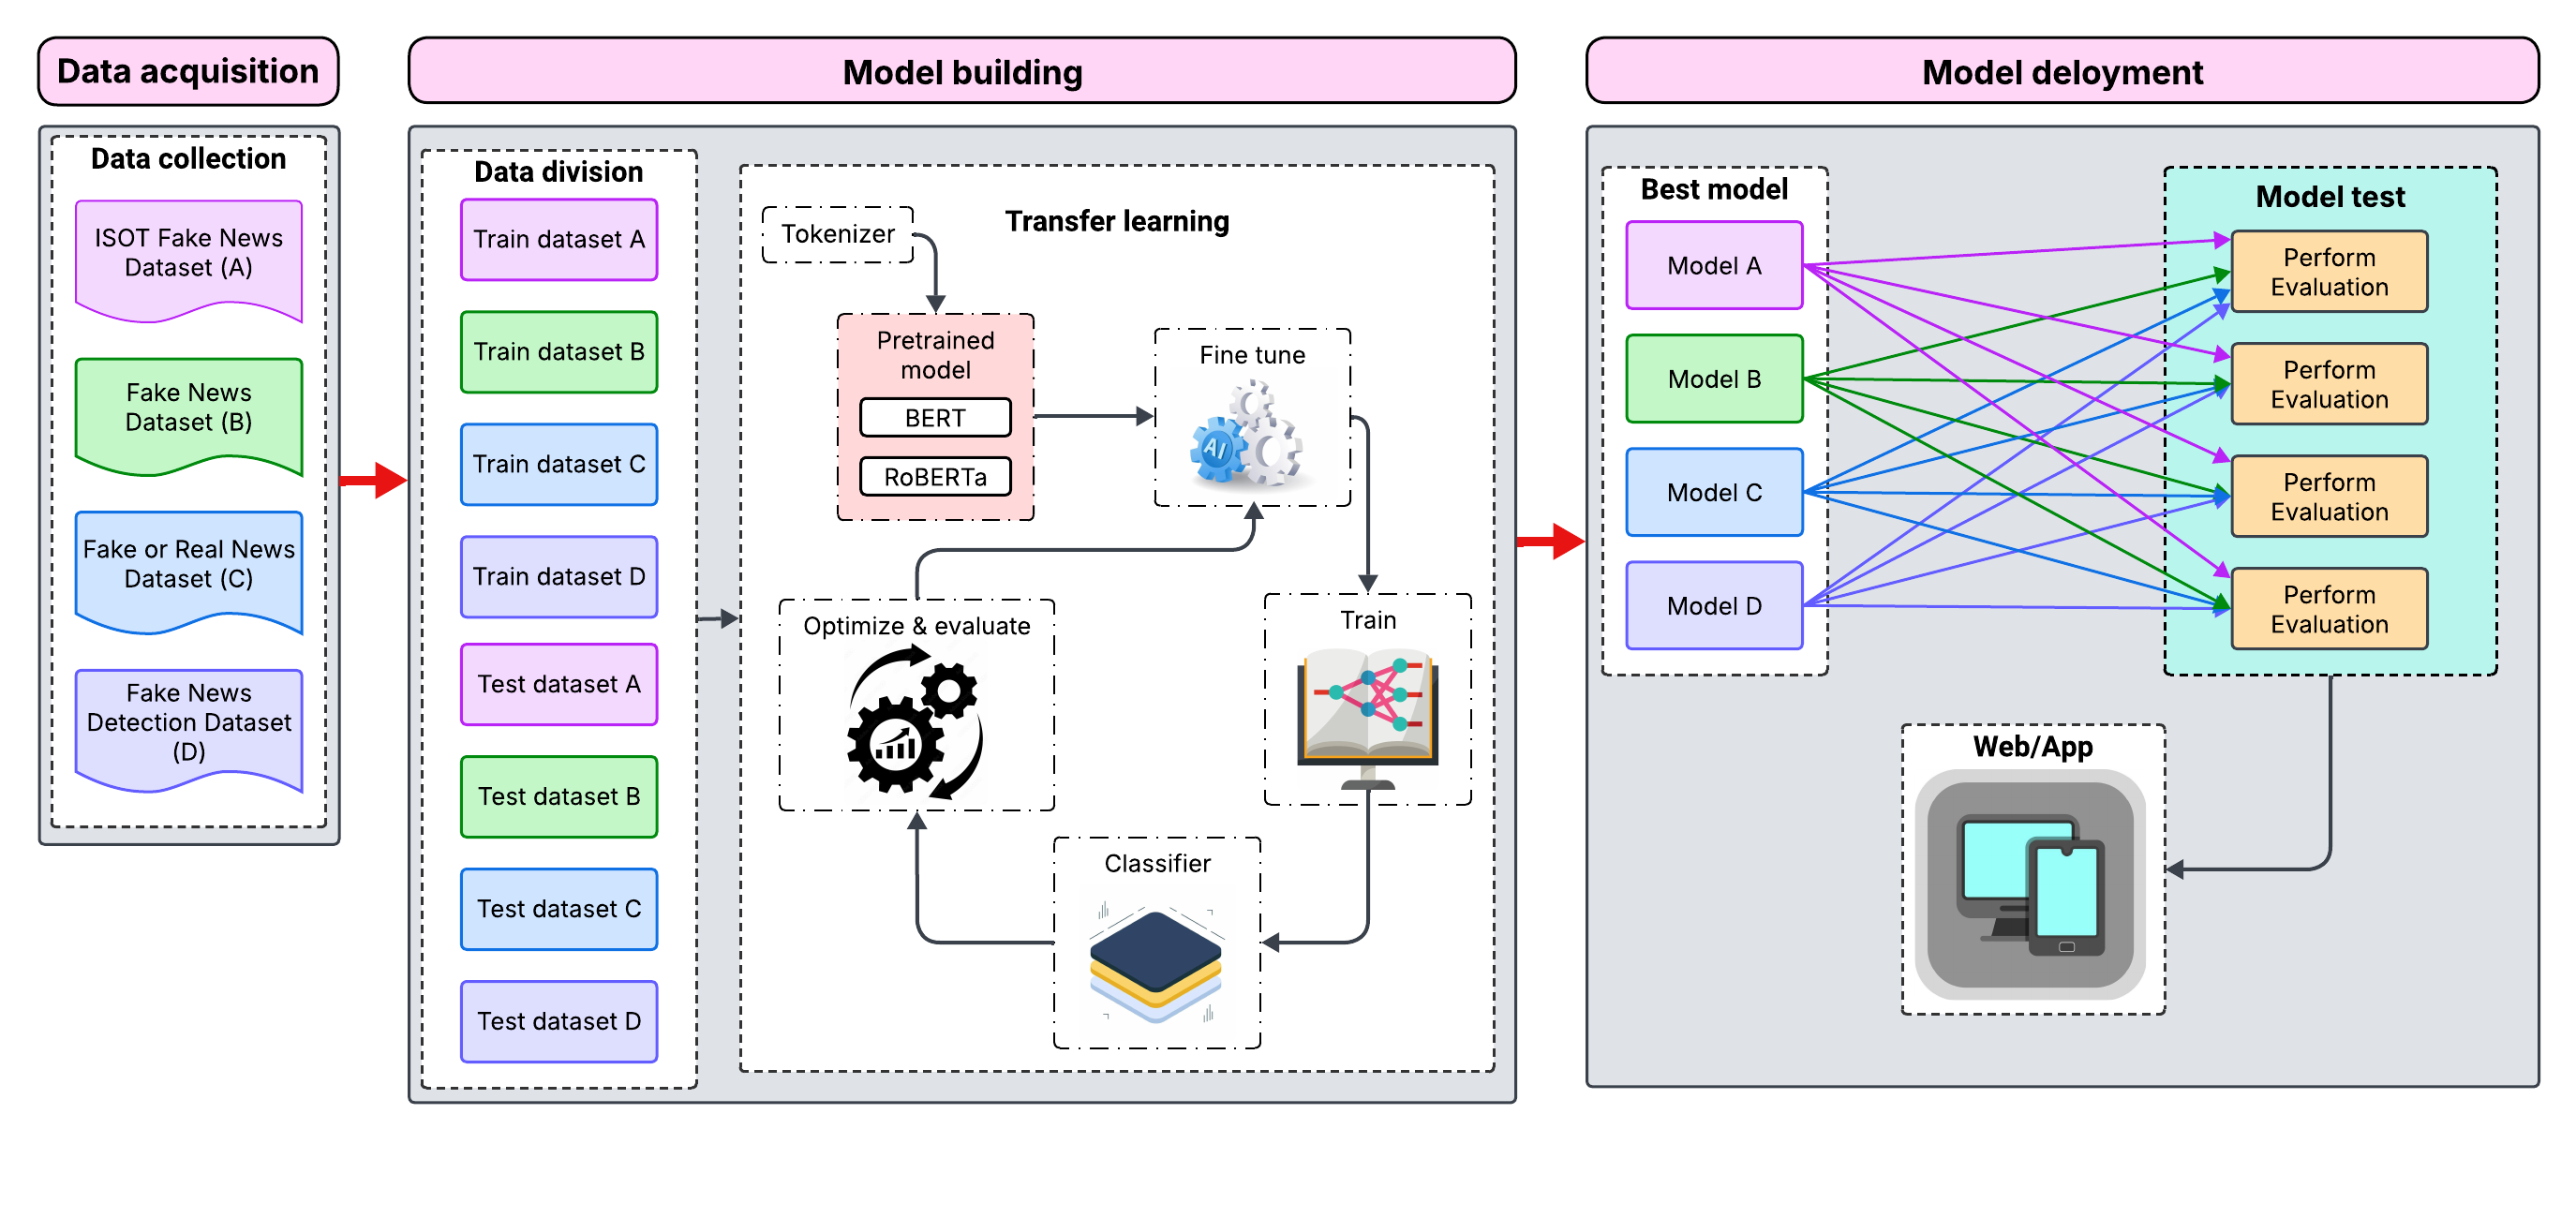 Data acquisition
Data collection
ISOT Fake News
Dataset (A)
Fake News
Dataset (B)
Fake or Real News
Dataset (C)
Fake News
Detection Dataset
(D)
Model building
Data division
Train dataset A
Train dataset B
Train dataset C
Train dataset D
Test dataset A
Test dataset B
Test dataset C
Test dataset D
Transfer learning
Tokenizer
Pretrained
model
BERT
RoBERTa
Fine tune
AI
Optimize & evaluate
Train
Classifier
Model deloyment
Best model
Model A
Model B
Model C
Model D
Model test
Perform
Evaluation
Perform
Evaluation
Perform
Evaluation
Perform
Evaluation
Web/App